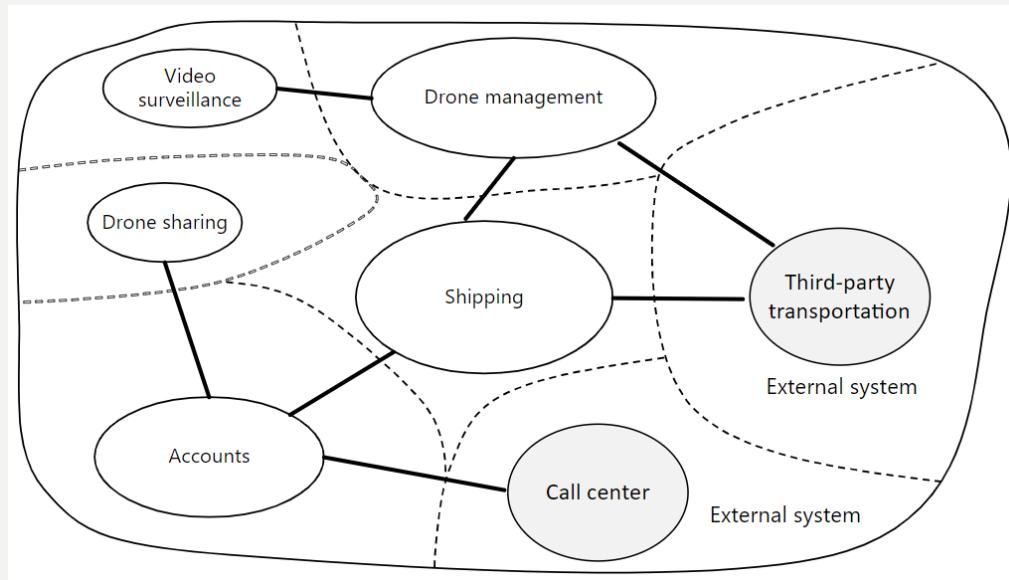 Video
surveillance
Drone management
Drone sharing
Shipping
Third-party
transportation
External system
Accounts
Call center
External system